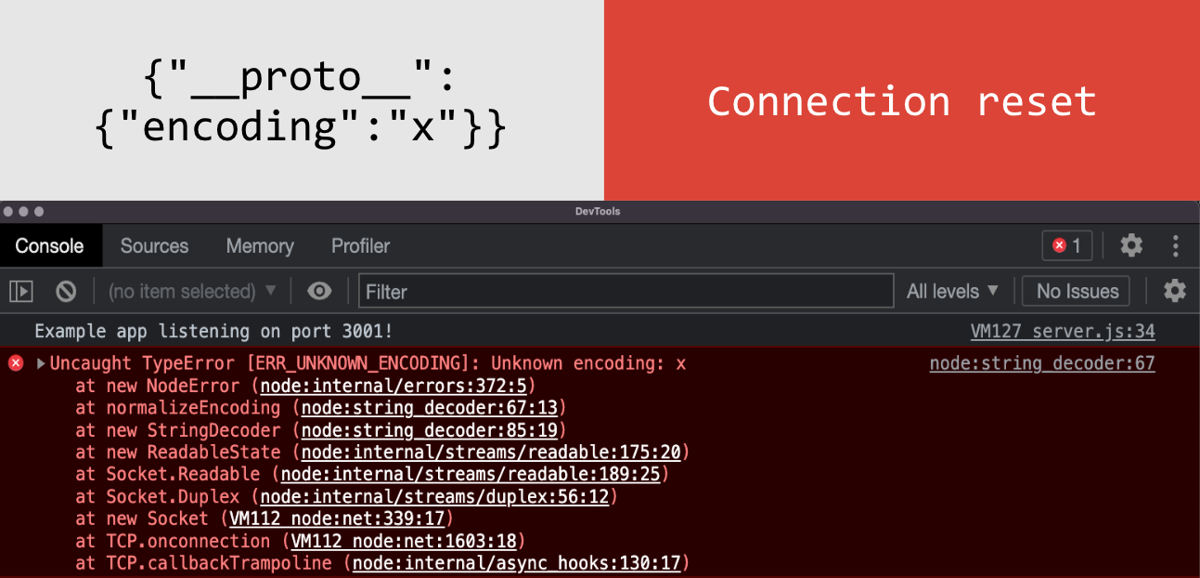 {"__proto__":
{"encoding":"x"}}
Connection reset
DevTools
Console Sources Memory Profiler 1
(no item selected) Filter All levels No Issues
Example app listening on port 3001! VM127 server.js:34
Uncaught TypeError [ERR_UNKNOWN_ENCODING]: Unknown encoding: x node:string_decoder:67
at new NodeError (node:internal/errors:372:5)
at normalizeEncoding (node:string_decoder:67:13)
at new StringDecoder (node:string_decoder:85:19)
at new ReadableState (node:internal/streams/readable:175:20)
at Socket.Readable (node:internal/streams/readable:189:25)
at Socket.Duplex (node:internal/streams/duplex:56:12)
at new Socket (VM112 node:net:339:17)
at TCP.onconnection (VM112 node:net:1603:18)
at TCP.callbackTrampoline (node:internal/async_hooks:130:17)